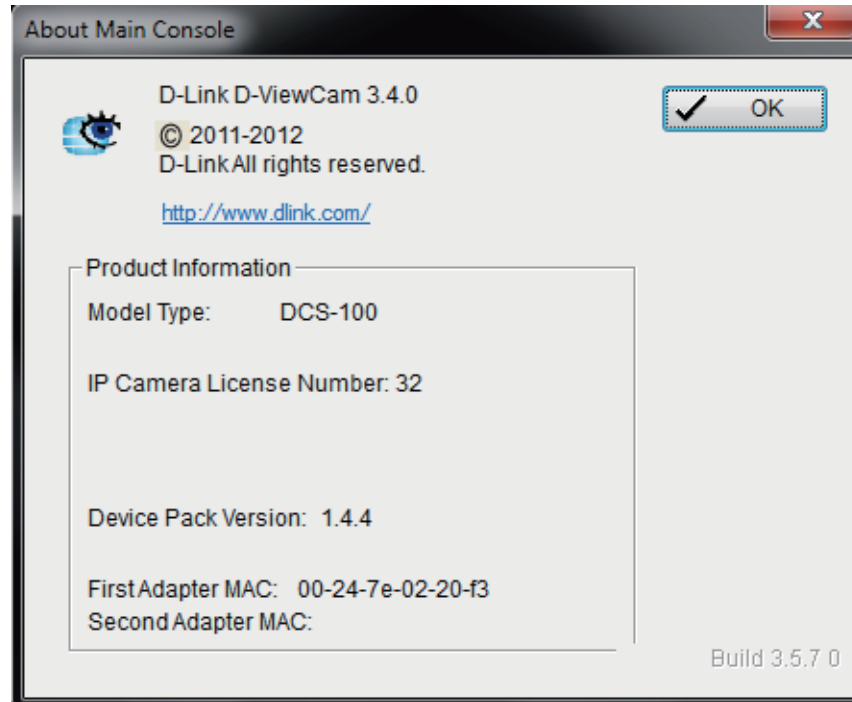 About Main Console
x
D-Link D-ViewCam 3.4.0
OK
© 2011-2012
D-Link All rights reserved.
http://www.dlink.com/
Product Information
Model Type: DCS-100
IP Camera License Number: 32
Device Pack Version: 1.4.4
First Adapter MAC: 00-24-7e-02-20-f3
Second Adapter MAC:
Build 3.5.7 0